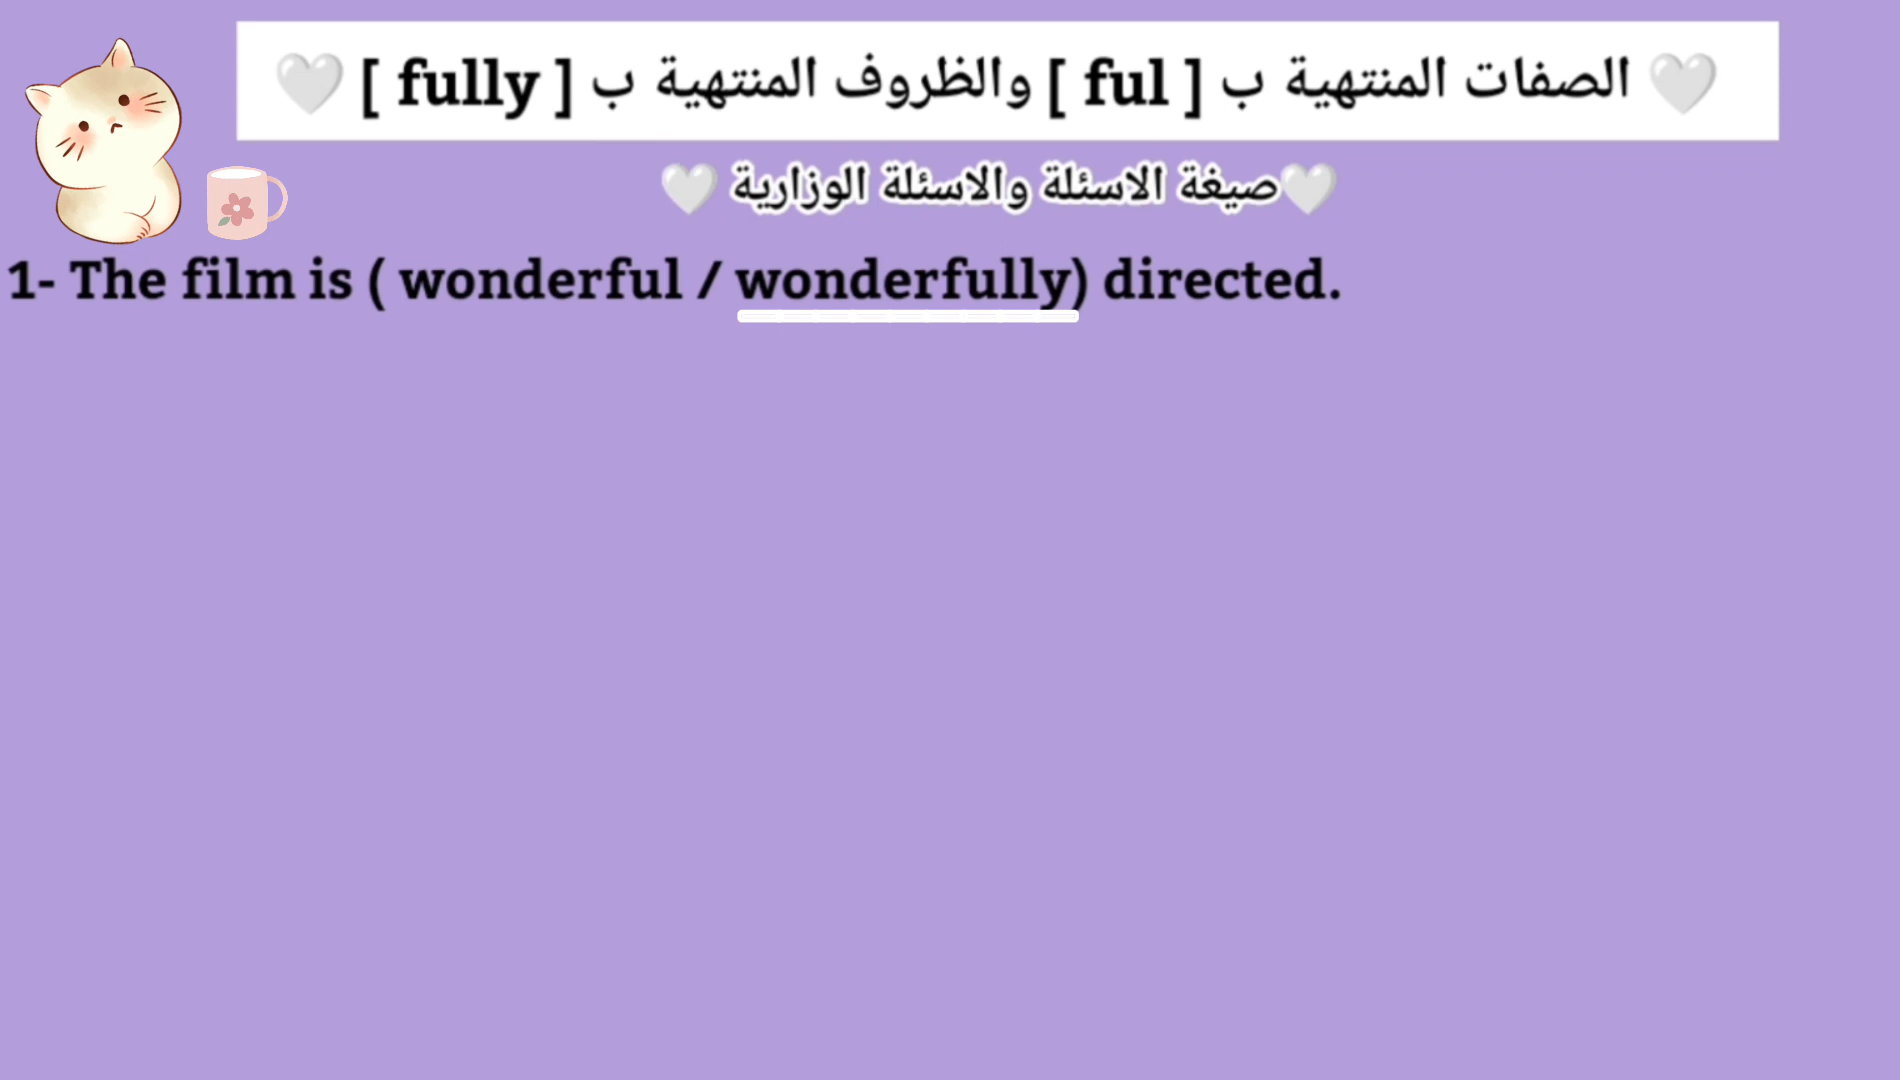 🤍 الصفات المنتهية ب [ ful ] والظروف المنتهية ب [ fully ] 🤍
🤍صيغة الاسئلة والاسئلة الوزارية 🤍
1- The film is ( wonderful / wonderfully) directed.